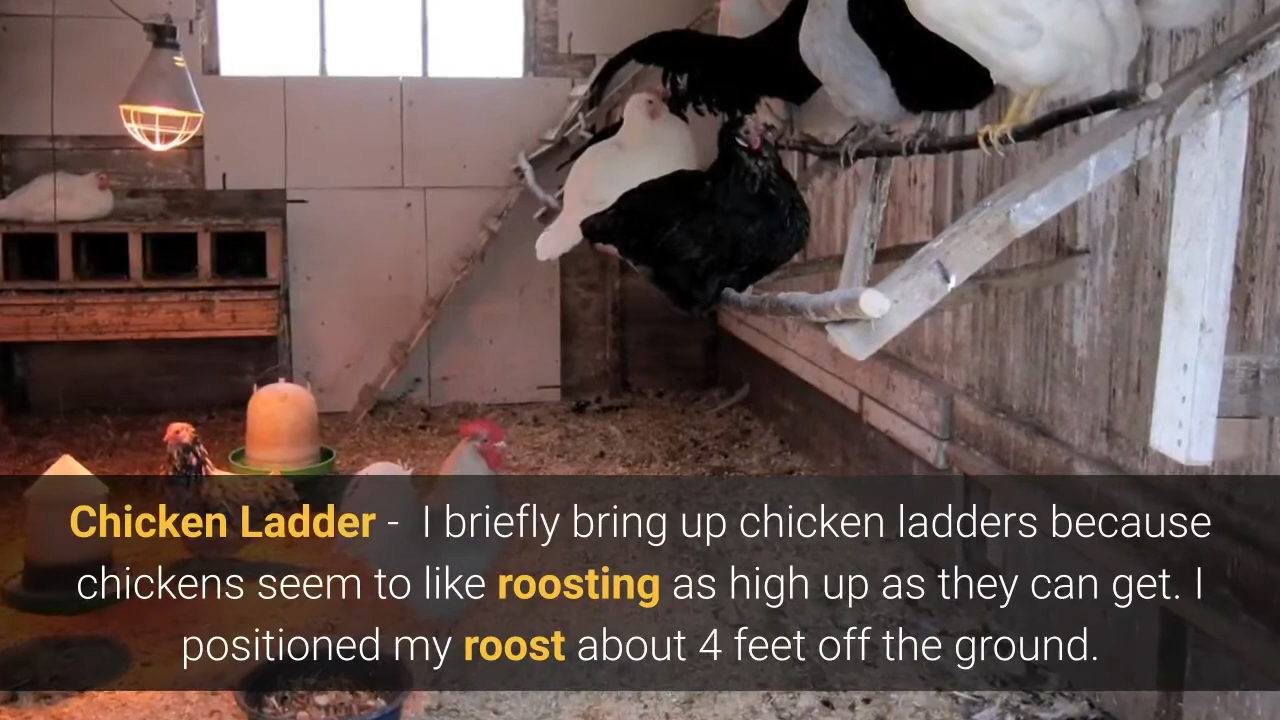 Chicken Ladder -  I briefly bring up chicken ladders because
chickens seem to like roosting as high up as they can get. I
positioned my roost about 4 feet off the ground.